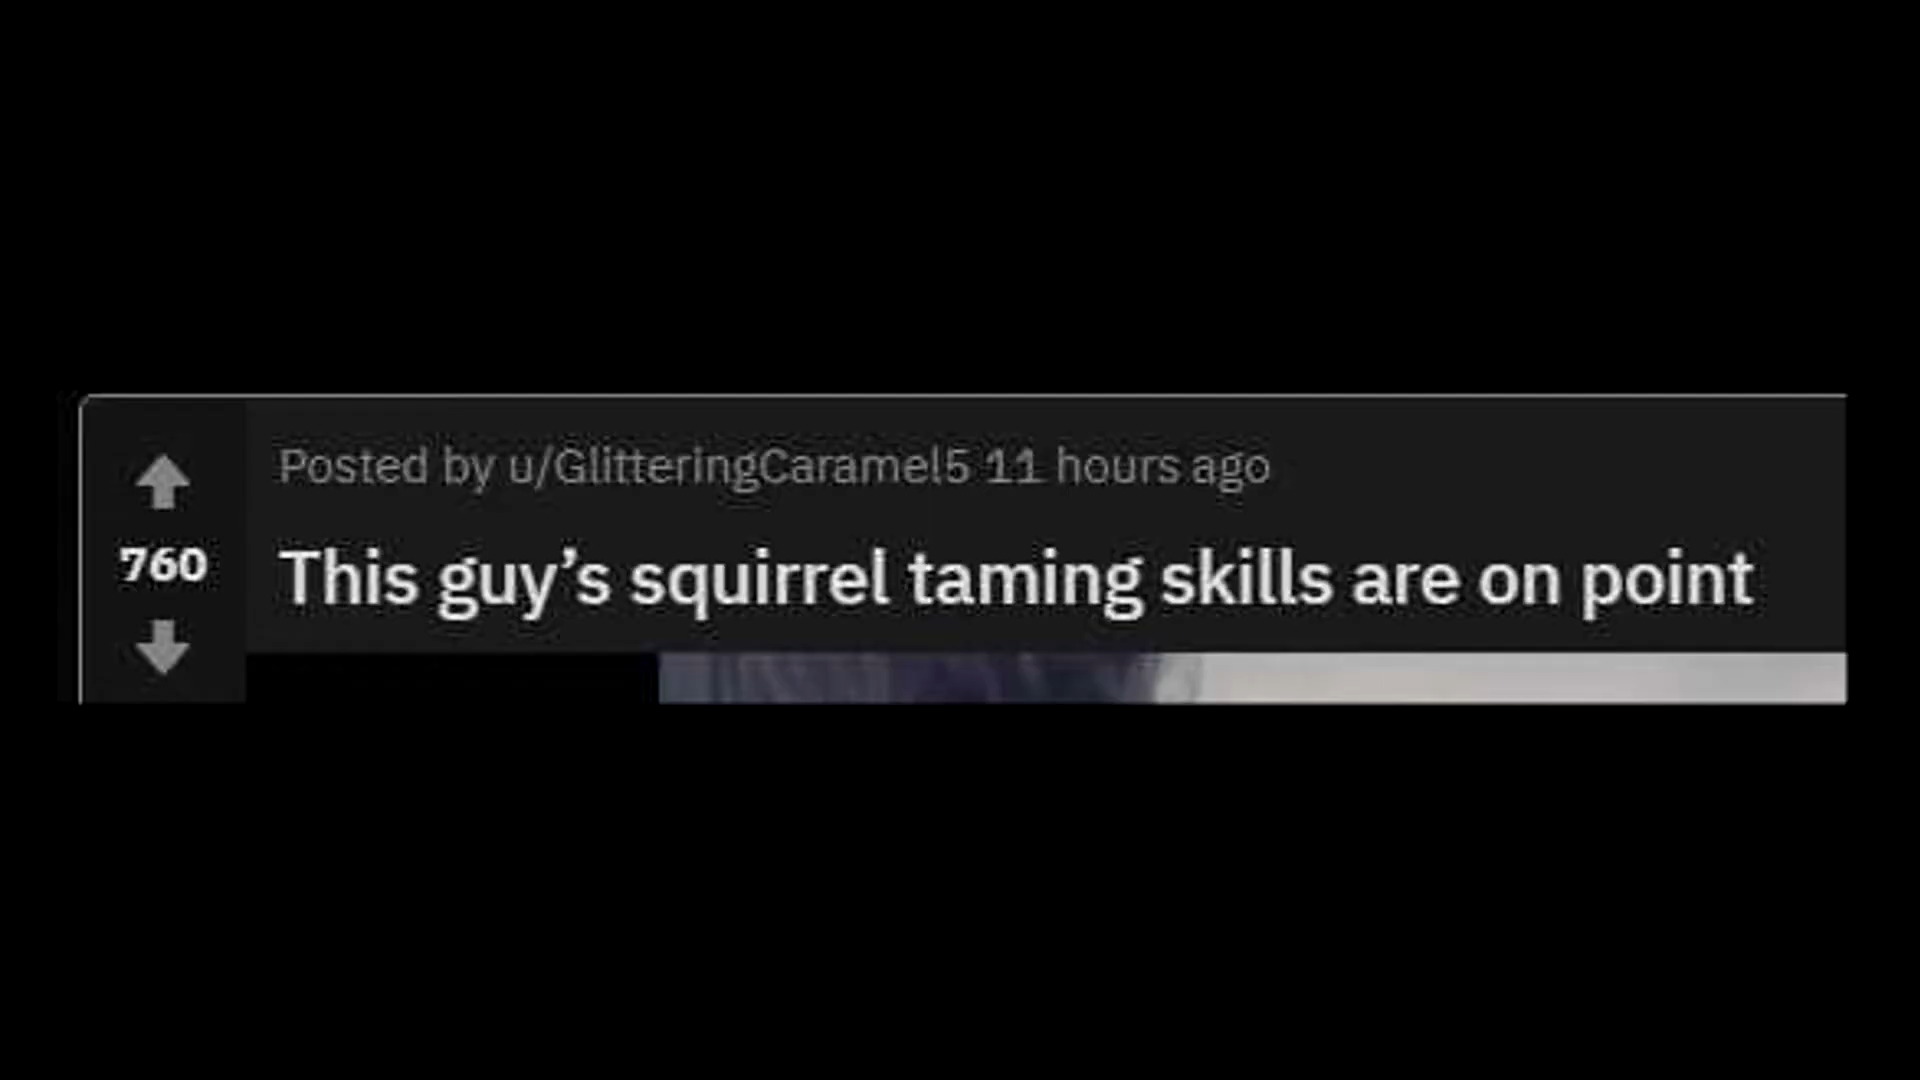 Posted by u/GlitteringCaramel5 11 hours ago
760
This guy’s squirrel taming skills are on point